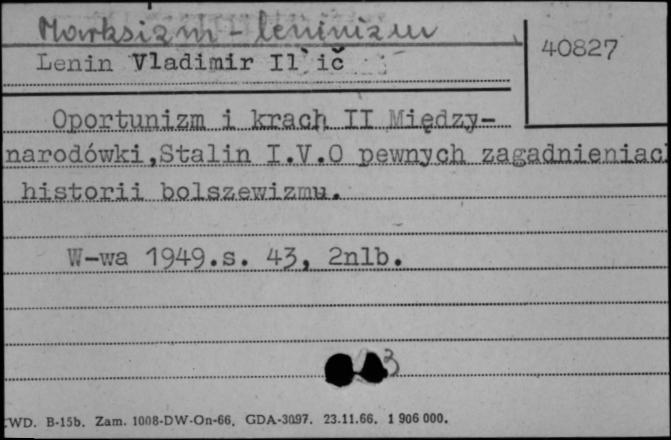 Marksizm-leninizm
40827
Lenin Vladimir Il`ič
Oportunizm i krach II Między-
narodówki,Stalin I.V.O pewnych zagadnieniac
historii bolszewizmu.
W-wa 1949.s. 43, 2nlb.
3
WD. B-15b. Zam. 1008-DW-On-66. GDA-3097. 23.11.66. 1 906 000.